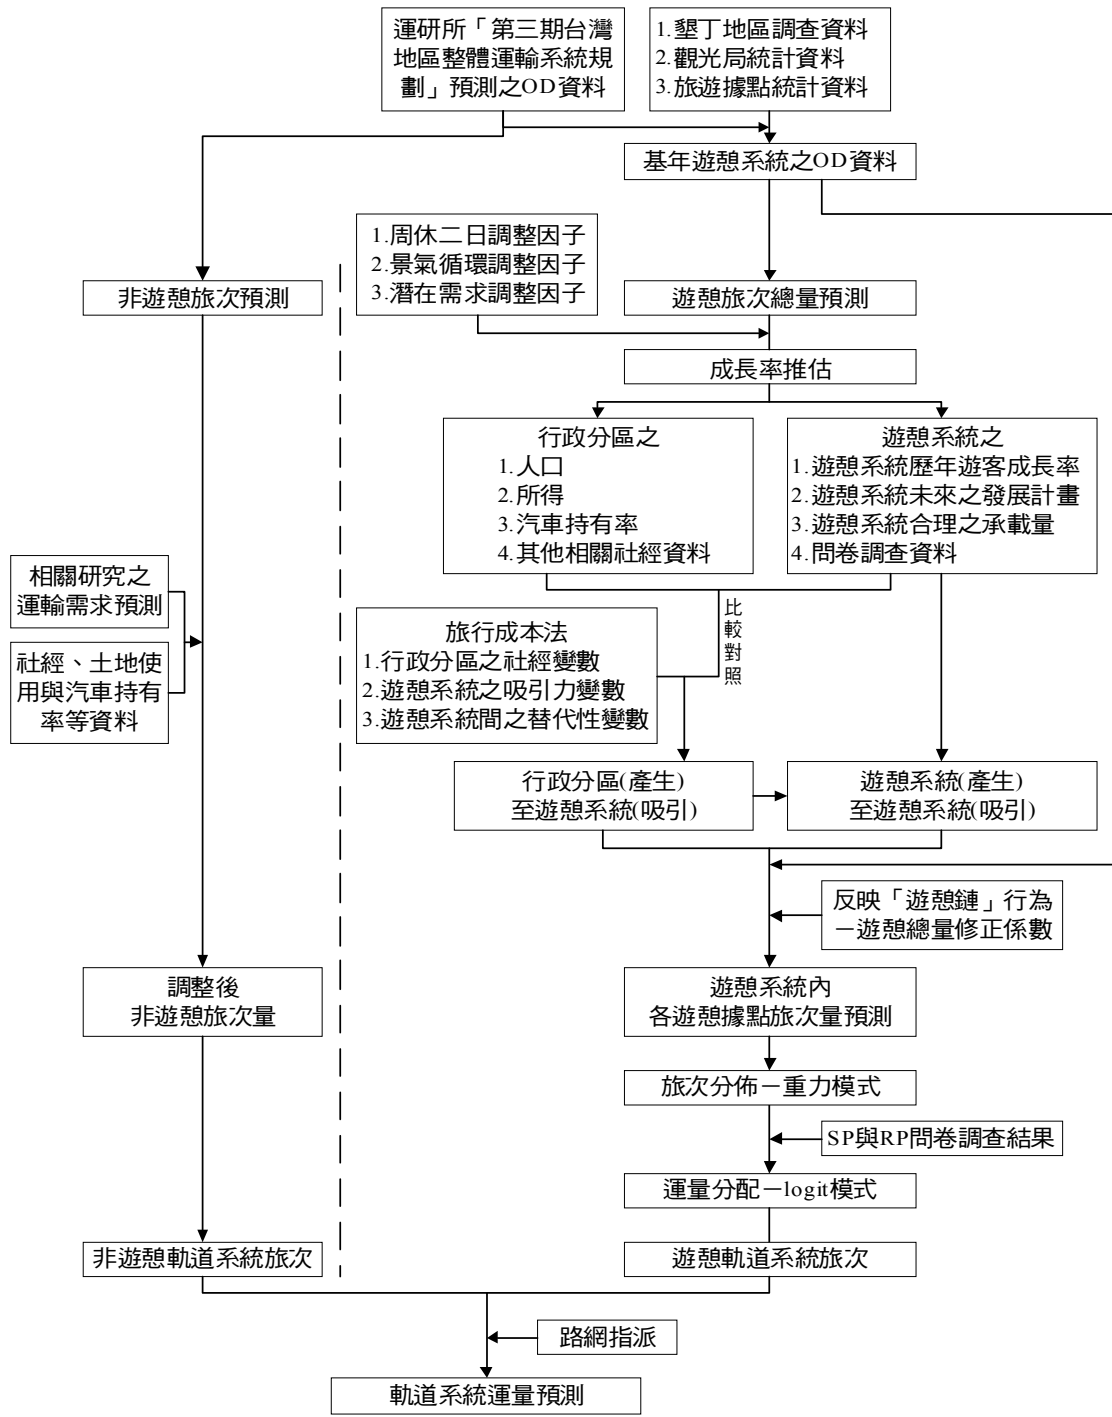 運研所「第三期台灣
地區整體運輸系統規
劃」預測之OD資料
1.墾丁地區調查資料
2.觀光局統計資料
3.旅遊據點統計資料
基年遊憩系統之OD資料
1.周休二日調整因子
2.景氣循環調整因子
3.潛在需求調整因子
非遊憩旅次預測
遊憩旅次總量預測
成長率推估
行政分區之
1.人口
2.所得
3.汽車持有率
4.其他相關社經資料
遊憩系統之
1.遊憩系統歷年遊客成長率
2.遊憩系統未來之發展計畫
3.遊憩系統合理之承載量
4.問卷調查資料
相關研究之
運輸需求預測
社經、土地使
用與汽車持有
率等資料
比較對照
旅行成本法
1.行政分區之社經變數
2.遊憩系統之吸引力變數
3.遊憩系統間之替代性變數
行政分區(產生)
至遊憩系統(吸引)
遊憩系統(產生)
至遊憩系統(吸引)
反映「遊憩鏈」行為
－遊憩總量修正係數
調整後
非遊憩旅次量
遊憩系統內
各遊憩據點旅次量預測
旅次分佈－重力模式
SP與RP問卷調查結果
運量分配－logit模式
非遊憩軌道系統旅次
遊憩軌道系統旅次
路網指派
軌道系統運量預測